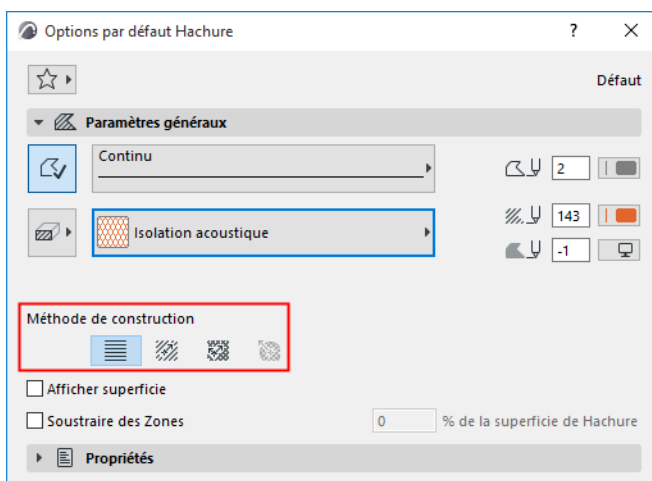 Options par défaut Hachure
?
Défaut
Paramètres généraux
Continu
2
Isolation acoustique
143
-1
Méthode de construction
Afficher superficie
Soustraire des Zones
0
% de la superficie de Hachure
Propriétés